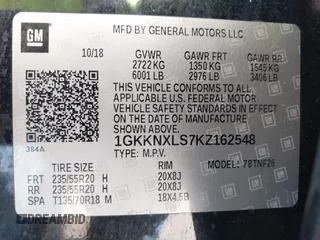 GM
MFD BY GENERAL MOTORS LLC
10/18 GVWR GAWR FRT GAWR RR
2722 KG 1350 KG 1545 KG
6001 LB 2976 LB 3406 LB
THIS VEHICLE CONFORMS TO ALL
APPLICABLE U.S. FEDERAL MOTOR
VEHICLE SAFETY STANDARDS IN EFFECT
ON THE DATE OF MANUFACTURE
SHOWN ABOVE.
1GKKNXLS7KZ162548
384A
TYPE: M.P.V. MODEL: 78TNF26
TIRE SIZE RIM
FRT 235/55R20 H 20X8J
RR 235/55R20 H 20X8J
SPA T135/70R18 M 18X4.5B
DREAMBID